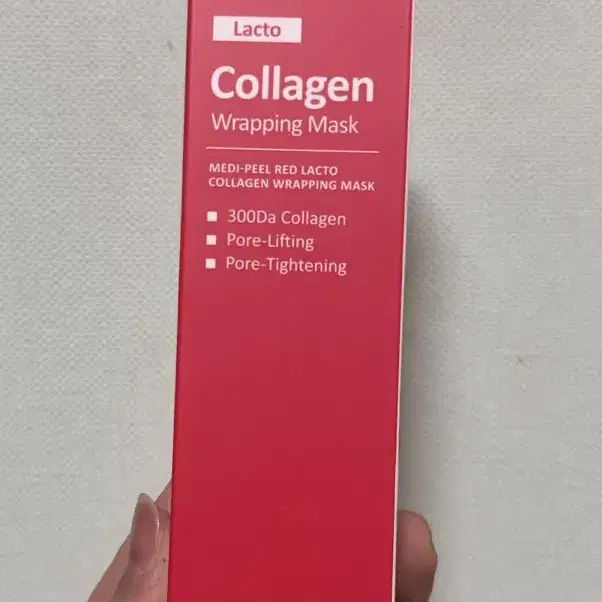 Lacto
Collagen
Wrapping Mask
MEDI-PEEL RED LACTO
COLLAGEN WRAPPING MASK
300Da Collagen
Pore-Lifting
Pore-Tightening